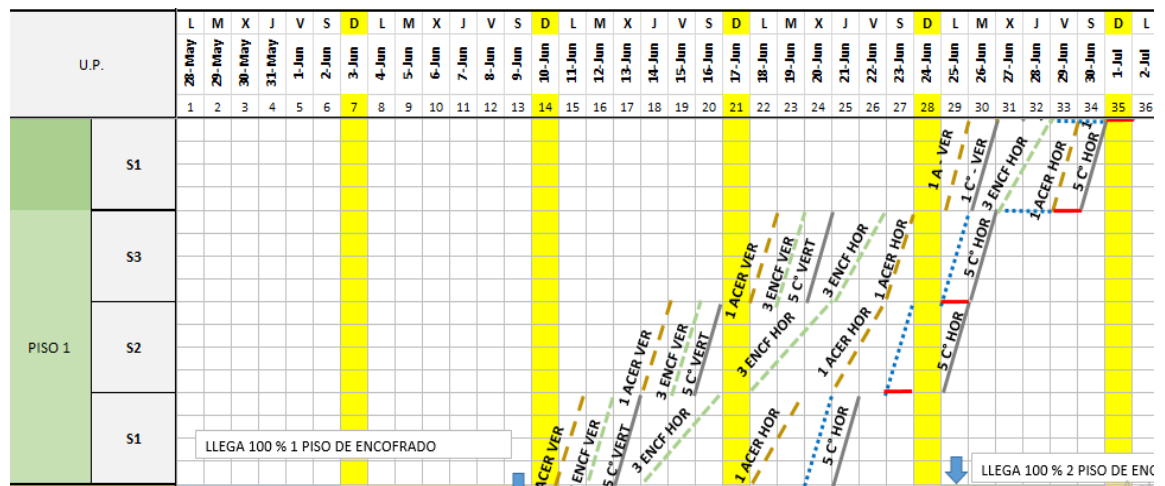 L M X J V S D L M X J V S D L M X J V S D L M X J V S D L M X J V S D L
U.P.
28-May 29-May 30-May 31-May 1-Jun 2-Jun 3-Jun 4-Jun 5-Jun 6-Jun 7-Jun 8-Jun 9-Jun 10-Jun 11-Jun 12-Jun 13-Jun 14-Jun 15-Jun 16-Jun 17-Jun 18-Jun 19-Jun 20-Jun 21-Jun 22-Jun 23-Jun 24-Jun 25-Jun 26-Jun 27-Jun 28-Jun 29-Jun 30-Jun 1-Jul 2-Jul
1 2 3 4 5 6 7 8 9 10 11 12 13 14 15 16 17 18 19 20 21 22 23 24 25 26 27 28 29 30 31 32 33 34 35 36
S1
1 A - VER
1 C° - VER
3 ENCF HOR
1 ACER HOR
5 C° HOR
1
S3
1 ACER VER
3 ENCF VER
5 C° VERT
3 ENCF HOR
1 ACER HOR
5 C° HOR
PISO 1
S2
1 ACER VER
3 ENCF VER
5 C° VERT
3 ENCF HOR
1 ACER HOR
5 C° HOR
S1
ACER VER
ENCF VER
5 C° VERT
3 ENCF HOR
1 ACER HOR
5 C° HOR
LLEGA 100 % 1 PISO DE ENCOFRADO
LLEGA 100 % 2 PISO DE ENC